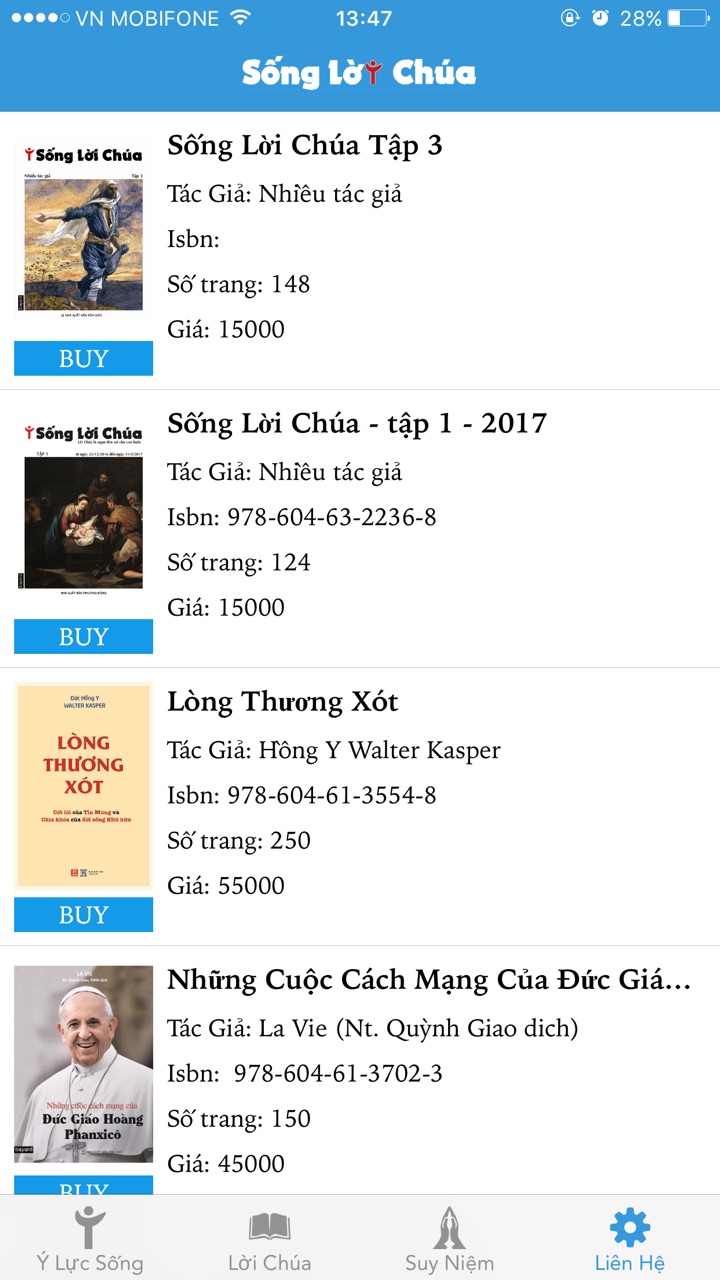 VN MOBIFONE 13:47 28%
Sống Lời Chúa
Sống Lời Chúa
Nhiều tác giả Tập 3
BUY
Sống Lời Chúa Tập 3
Tác Giả: Nhiều tác giả
Isbn:
Số trang: 148
Giá: 15000
Sống Lời Chúa
TẬP 1
BUY
Sống Lời Chúa - tập 1 - 2017
Tác Giả: Nhiều tác giả
Isbn: 978-604-63-2236-8
Số trang: 124
Giá: 15000
Đức Hồng Y
WALTER KASPER
LÒNG
THƯƠNG
XÓT
Cốt lõi của Tin Mừng và
Chìa khóa của đời sống Kitô hữu
BUY
Lòng Thương Xót
Tác Giả: Hồng Y Walter Kasper
Isbn: 978-604-61-3554-8
Số trang: 250
Giá: 55000
LA VIE
Những cuộc cách mạng của
Đức Giáo Hoàng
Phanxicô
bayard
BUY
Những Cuộc Cách Mạng Của Đức Giá...
Tác Giả: La Vie (Nt. Quỳnh Giao dich)
Isbn: 978-604-61-3702-3
Số trang: 150
Giá: 45000
Ý Lực Sống
Lời Chúa
Suy Niệm
Liên Hệ